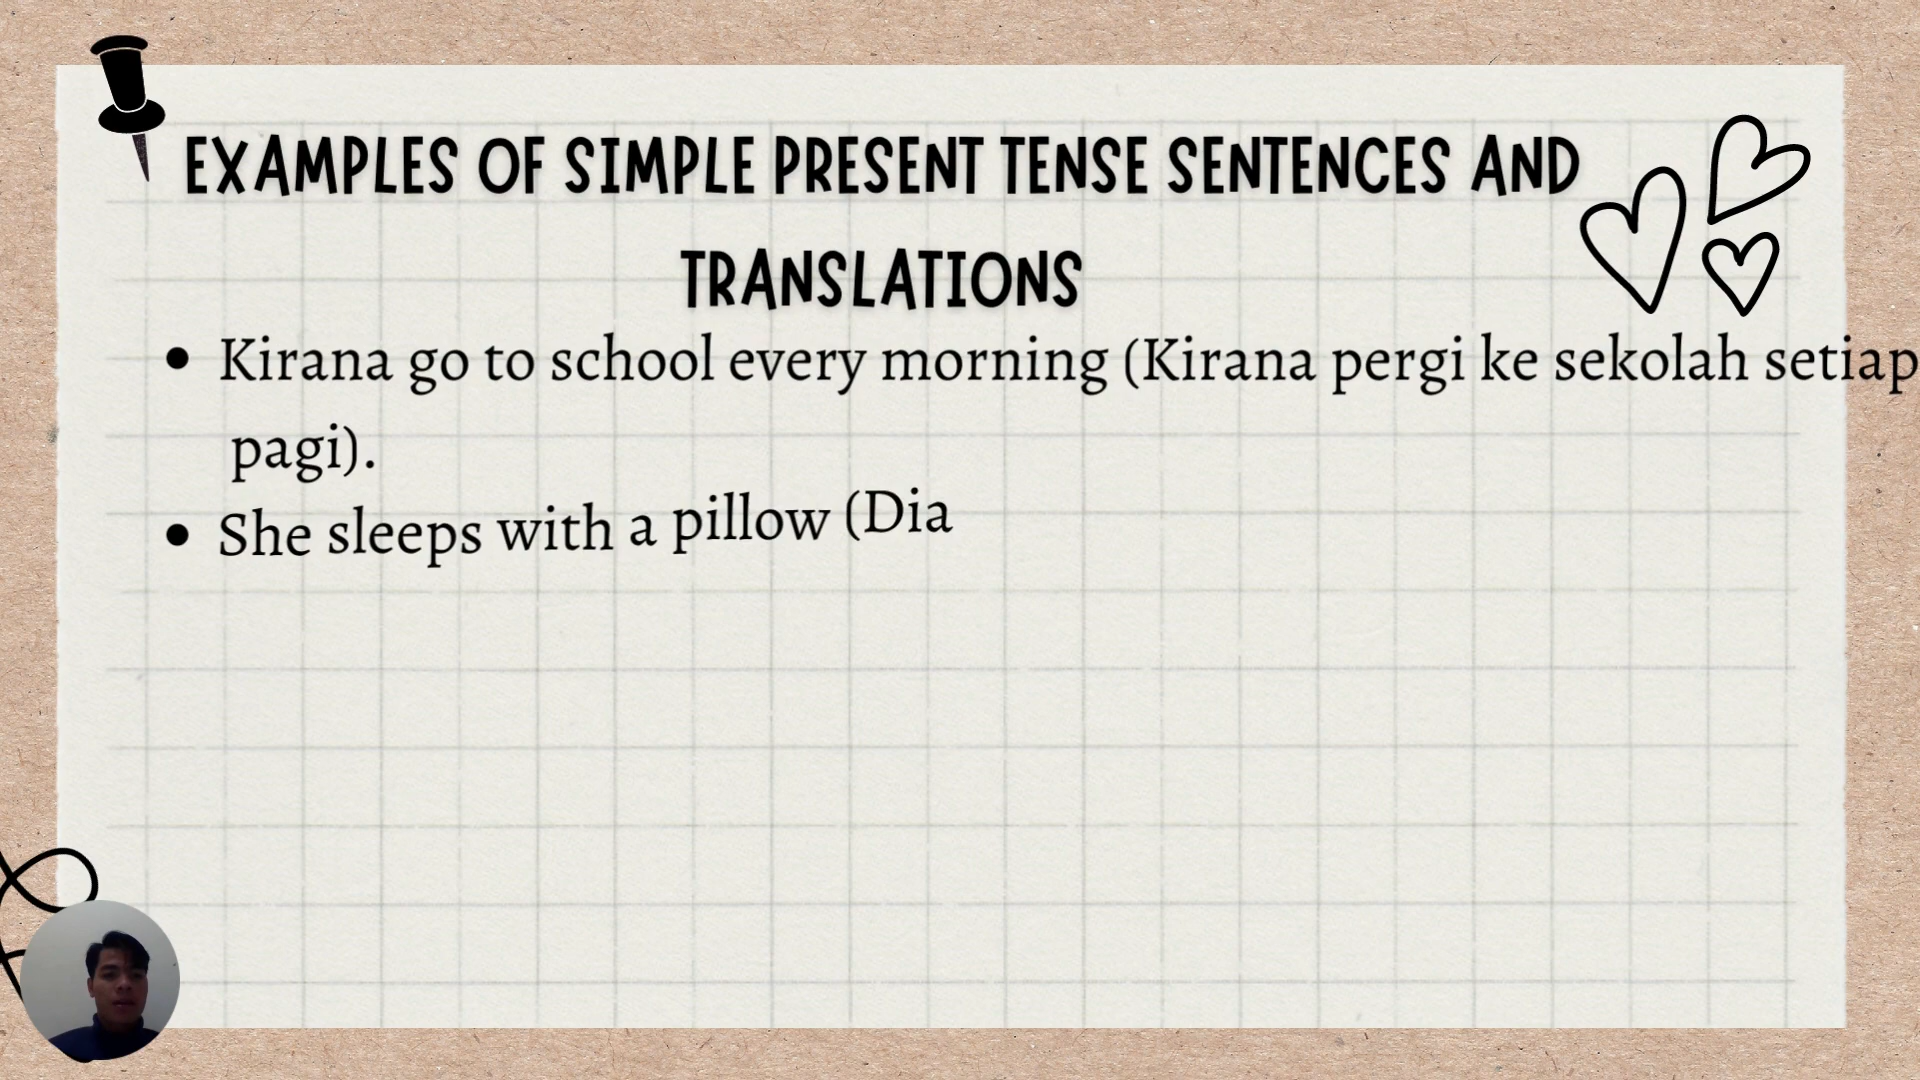 EXAMPLES OF SIMPLE PRESENT TENSE SENTENCES AND
TRANSLATIONS
• Kirana go to school every morning (Kirana pergi ke sekolah setiap
pagi).
• She sleeps with a pillow (Dia